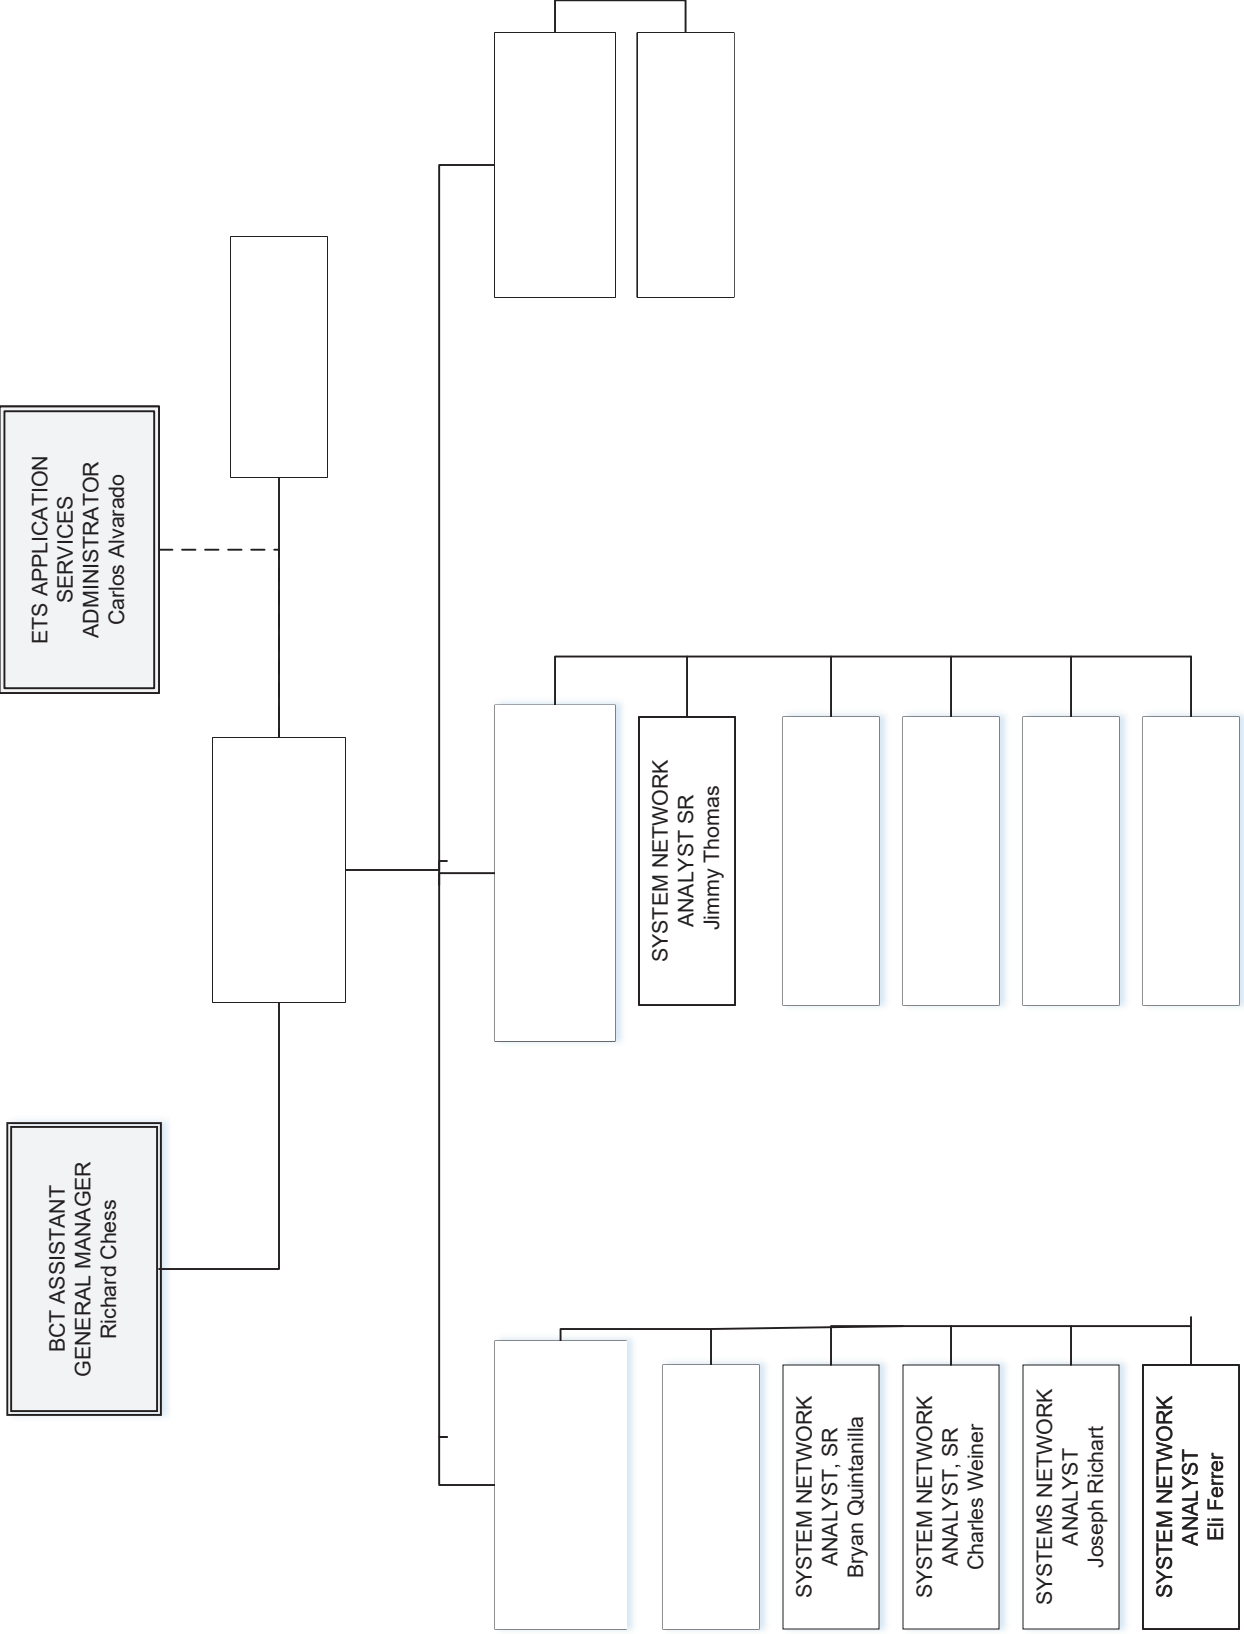 BCT ASSISTANT
GENERAL MANAGER
Richard Chess
ETS APPLICATION
SERVICES
ADMINISTRATOR
Carlos Alvarado
SYSTEM NETWORK
ANALYST, SR
Bryan Quintanilla
SYSTEM NETWORK
ANALYST, SR
Charles Weiner
SYSTEMS NETWORK
ANALYST
Joseph Richart
SYSTEM NETWORK
ANALYST
Eli Ferrer
SYSTEM NETWORK
ANALYST SR
Jimmy Thomas